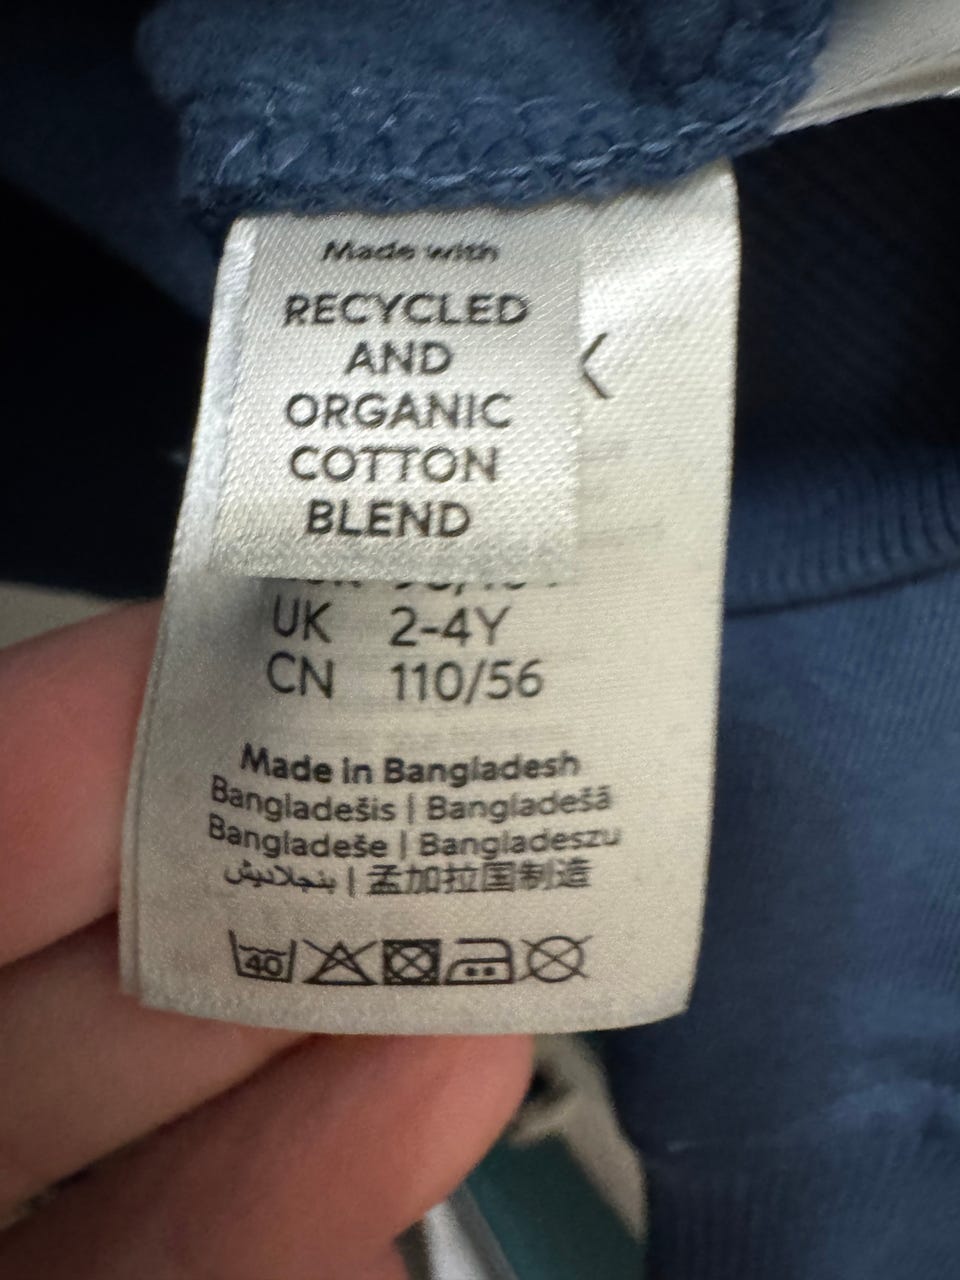 Made with
RECYCLED
AND
ORGANIC
COTTON
BLEND
UK 2-4Y
CN 110/56
Made in Bangladesh
Bangladešis | Bangladešā
Bangladeše | Bangladeszu
بنجلاديش | 孟加拉国制造
40